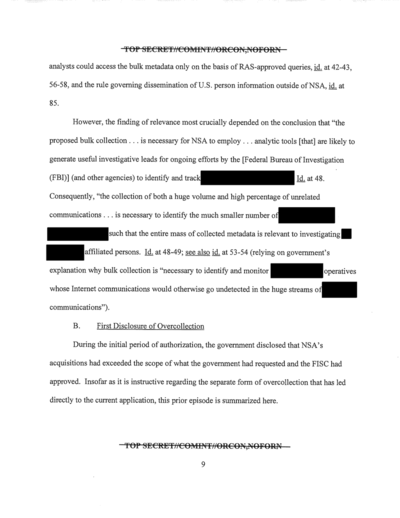 TOP SECRET//COMINT//ORCON,NOFORN
analysts could access the bulk metadata only on the basis of RAS-approved queries, id. at 42-43,
56-58, and the rule governing dissemination of U.S. person information outside of NSA, id. at
85.
However, the finding of relevance most crucially depended on the conclusion that "the
proposed bulk collection . . . is necessary for NSA to employ . . . analytic tools [that] are likely to
generate useful investigative leads for ongoing efforts by the [Federal Bureau of Investigation
(FBI)] (and other agencies) to identify and track Id. at 48.
Consequently, "the collection of both a huge volume and high percentage of unrelated
communications . . . is necessary to identify the much smaller number of
such that the entire mass of collected metadata is relevant to investigating
affiliated persons. Id. at 48-49; see also id. at 53-54 (relying on government's
explanation why bulk collection is "necessary to identify and monitor operatives
whose Internet communications would otherwise go undetected in the huge streams of
communications").
B. First Disclosure of Overcollection
During the initial period of authorization, the government disclosed that NSA's
acquisitions had exceeded the scope of what the government had requested and the FISC had
approved. Insofar as it is instructive regarding the separate form of overcollection that has led
directly to the current application, this prior episode is summarized here.
TOP SECRET//COMINT//ORCON,NOFORN
9